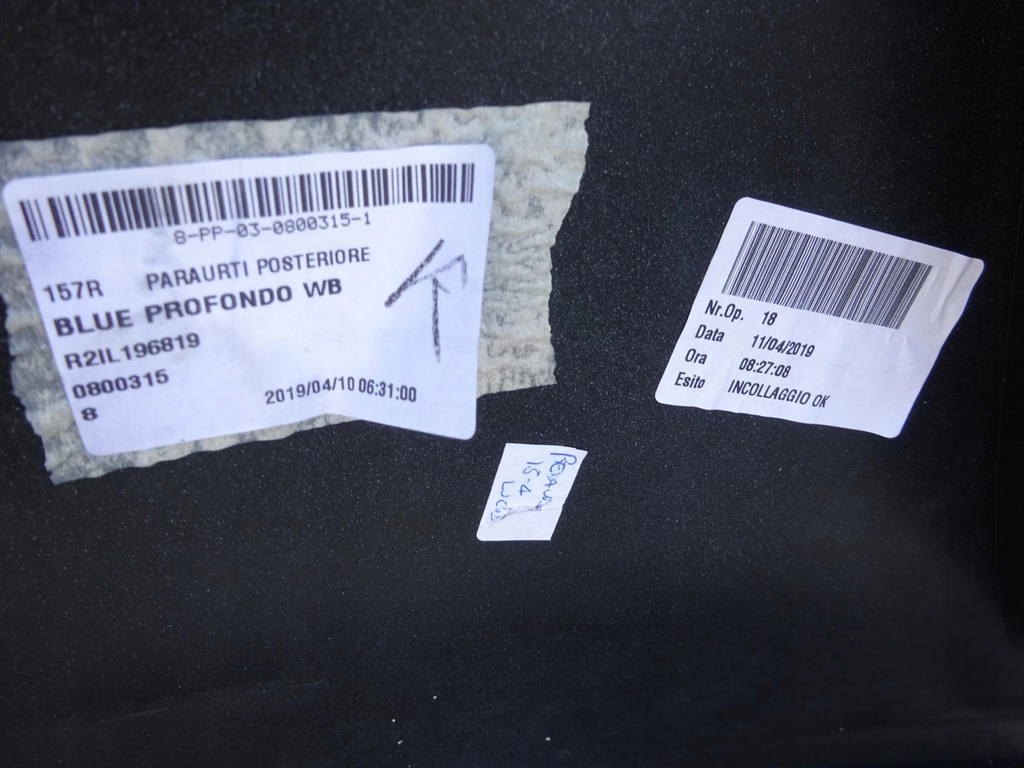 8-PP-03-0800315-1
157R PARAURTI POSTERIORE
BLUE PROFONDO WB
R2IL196819
0800315
8 2019/04/10 06:31:00
Nr.Op. 18
Data 11/04/2019
Ora 08:27:08
Esito INCOLLAGGIO OK
15-4